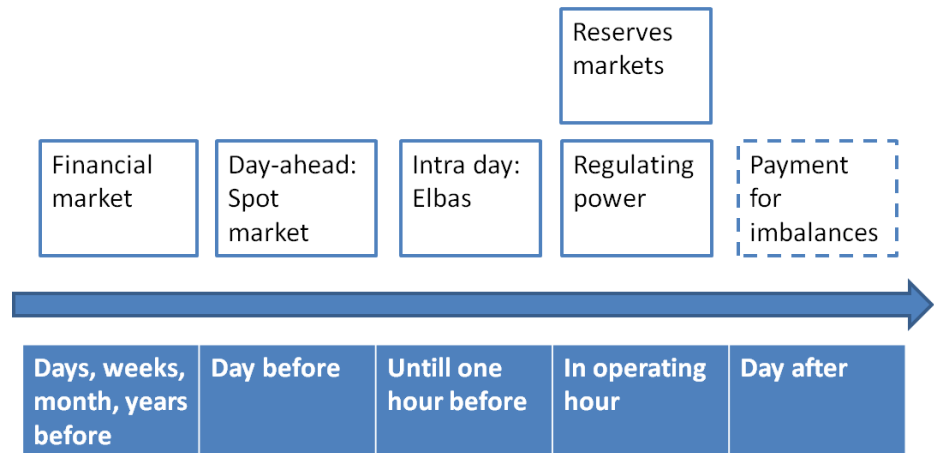 Reserves
markets
Financial
market
Day-ahead:
Spot
market
Intra day:
Elbas
Regulating
power
Payment
for
imbalances
Days, weeks,
month, years
before
Day before
Untill one
hour before
In operating
hour
Day after